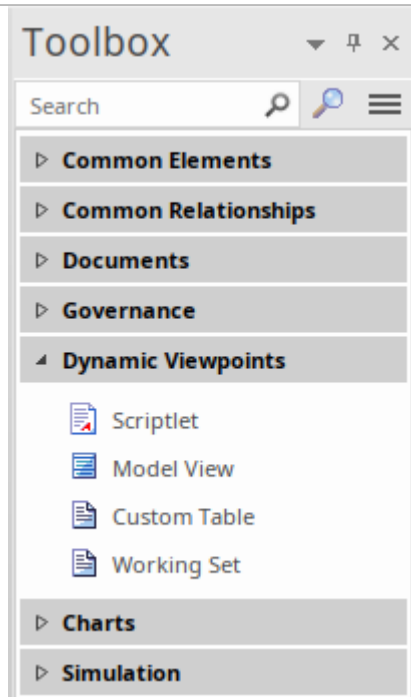 Toolbox
Search
Common Elements
Common Relationships
Documents
Governance
Dynamic Viewpoints
Scriptlet
Model View
Custom Table
Working Set
Charts
Simulation